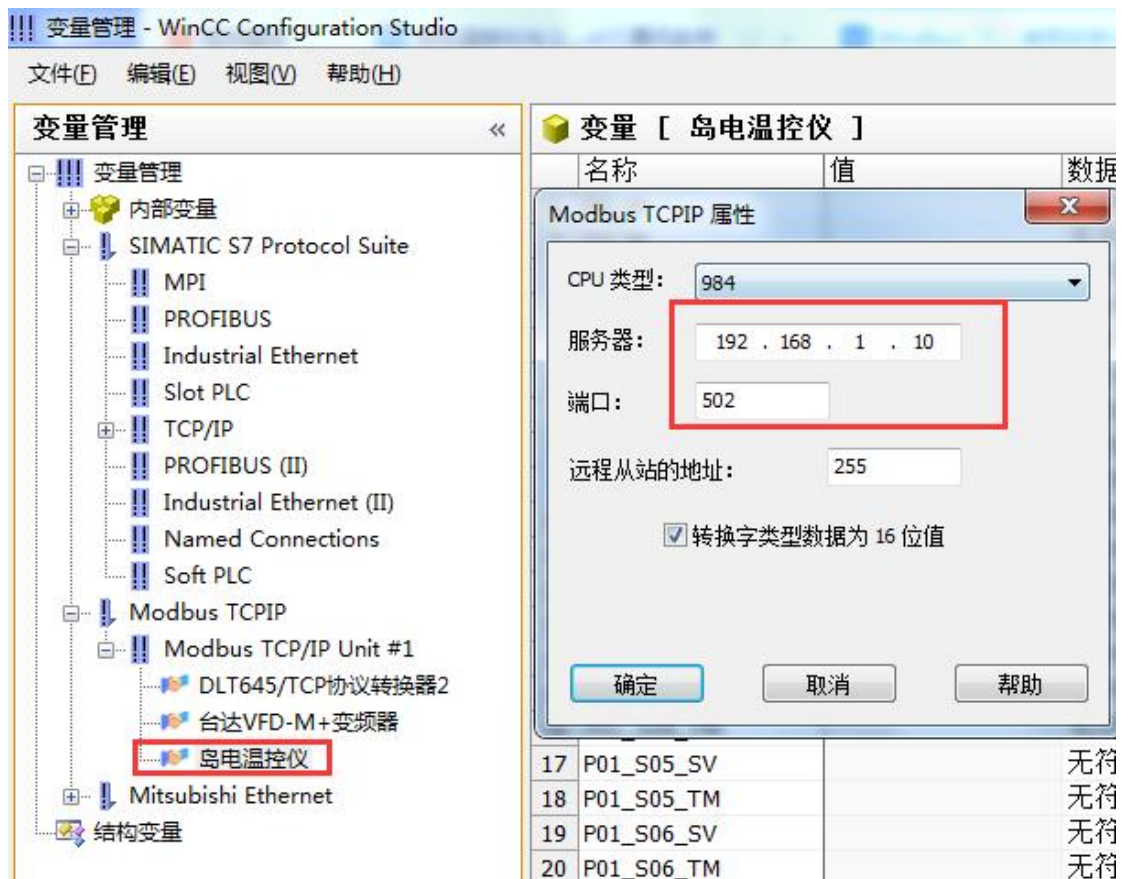 变量管理 - WinCC Configuration Studio
文件(F) 编辑(E) 视图(V) 帮助(H)
变量管理 «
变量管理
内部变量
SIMATIC S7 Protocol Suite
MPI
PROFIBUS
Industrial Ethernet
Slot PLC
TCP/IP
PROFIBUS (II)
Industrial Ethernet (II)
Named Connections
Soft PLC
Modbus TCPIP
Modbus TCP/IP Unit #1
DLT645/TCP协议转换器2
台达VFD-M+变频器
岛电温控仪
Mitsubishi Ethernet
结构变量
变量 [ 岛电温控仪 ]
名称 值 数据
Modbus TCPIP 属性
CPU 类型: 984
服务器: 192 . 168 . 1 . 10
端口: 502
远程从站的地址: 255
转换字类型数据为 16 位值
确定 取消 帮助
17 P01_S05_SV 无符
18 P01_S05_TM 无符
19 P01_S06_SV 无符
20 P01_S06_TM 无符